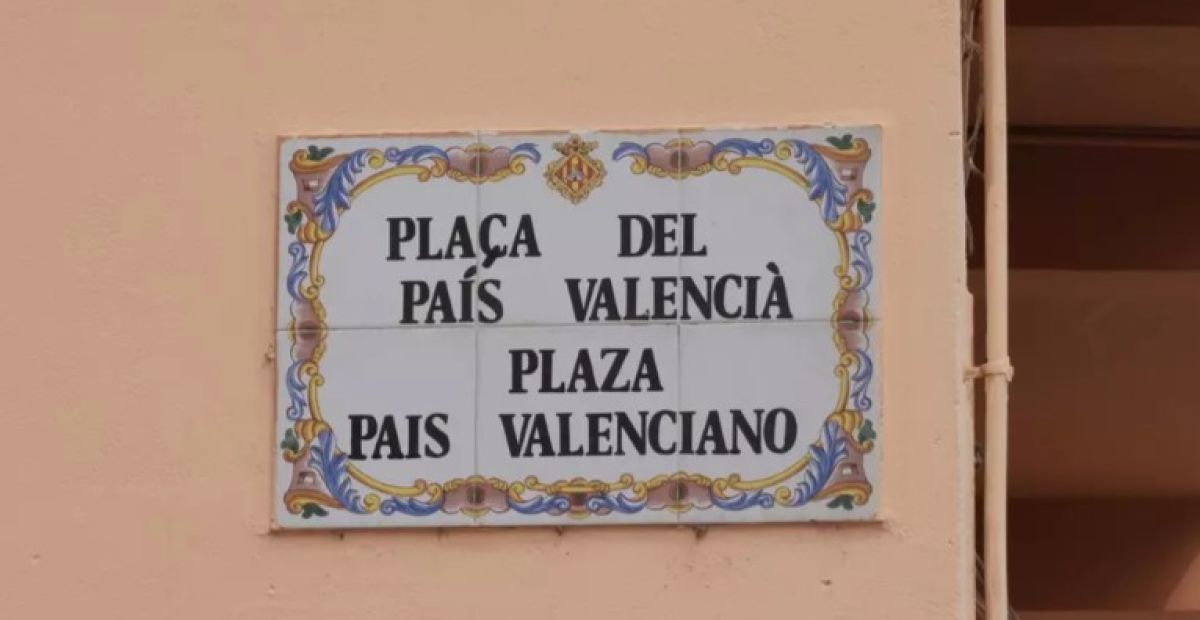 PLAÇA DEL
PAÍS VALENCIÀ
PLAZA
PAIS VALENCIANO